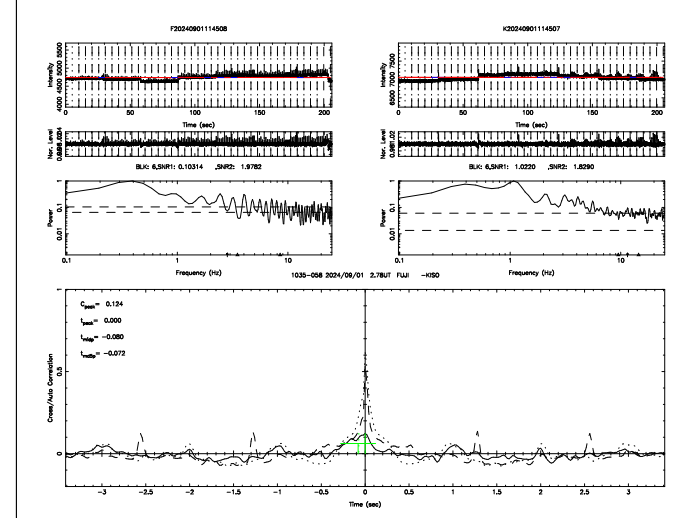 F20240901114508
K20240901114507
Intensity
4000 4500 5000 5500
0 50 100 150 200
Time (sec)
Intensity
6500 7000 7500
0 50 100 150 200
Time (sec)
Nor. Level
Nor. Level
BLK: 6,SNR1: 0.10314 ,SNR2: 1.9782
BLK: 6,SNR1: 1.0220 ,SNR2: 1.8290
Power
1
0.1
0.01
0.1 1 10
Frequency (Hz)
Power
1
0.1
0.01
0.1 1 10
Frequency (Hz)
1035-058 2024/09/01 2.78UT FUJI -KISO
Cross/Auto Correlation
1
0.5
0
Cpeak= 0.124
tpeak= 0.000
tmidp= -0.080
tmd5p= -0.072
-3 -2.5 -2 -1.5 -1 -0.5 0 0.5 1 1.5 2 2.5 3
Time (sec)